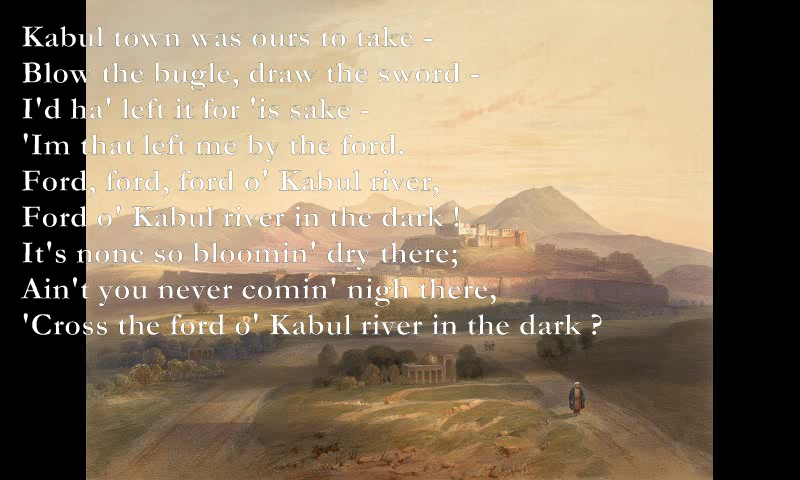 Kabul town was ours to take -
Blow the bugle, draw the sword -
I'd ha' left it for 'is sake -
'Im that left me by the ford.
Ford, ford, ford o' Kabul river,
Ford o' Kabul river in the dark !
It's none so bloomin' dry there;
Ain't you never comin' nigh there,
'Cross the ford o' Kabul river in the dark ?